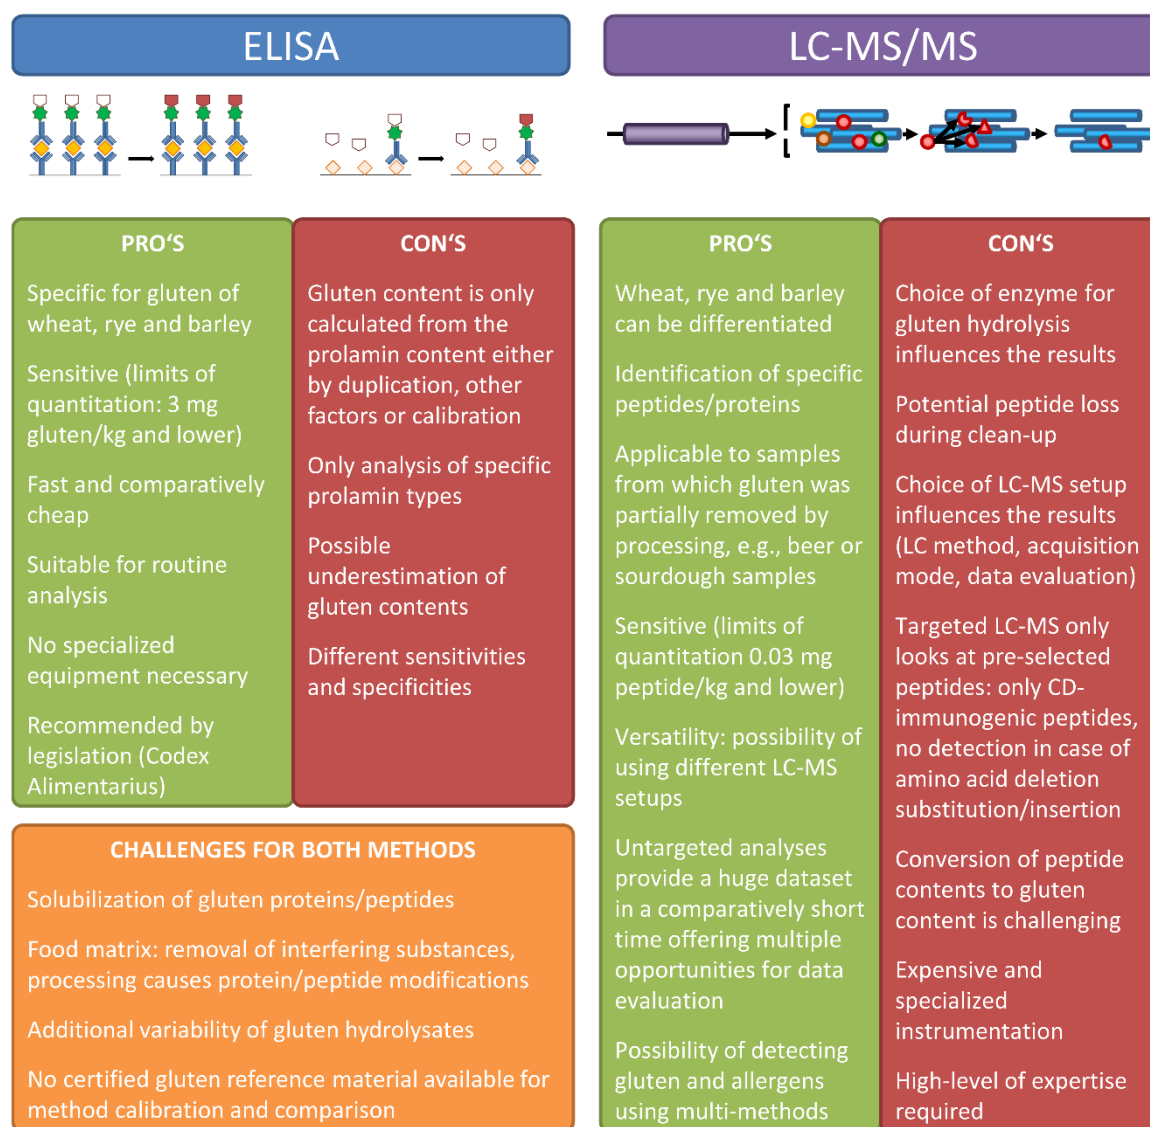 ELISA
PRO‘S
Specific for gluten of
wheat, rye and barley
Sensitive (limits of
quantitation: 3 mg
gluten/kg and lower)
Fast and comparatively
cheap
Suitable for routine
analysis
No specialized
equipment necessary
Recommended by
legislation (Codex
Alimentarius)
CON‘S
Gluten content is only
calculated from the
prolamin content either
by duplication, other
factors or calibration
Only analysis of specific
prolamin types
Possible
underestimation of
gluten contents
Different sensitivities
and specificities
CHALLENGES FOR BOTH METHODS
Solubilization of gluten proteins/peptides
Food matrix: removal of interfering substances,
processing causes protein/peptide modifications
Additional variability of gluten hydrolysates
No certified gluten reference material available for
method calibration and comparison
LC-MS/MS
PRO‘S
Wheat, rye and barley
can be differentiated
Identification of specific
peptides/proteins
Applicable to samples
from which gluten was
partially removed by
processing, e.g., beer or
sourdough samples
Sensitive (limits of
quantitation 0.03 mg
peptide/kg and lower)
Versatility: possibility of
using different LC-MS
setups
Untargeted analyses
provide a huge dataset
in a comparatively short
time offering multiple
opportunities for data
evaluation
Possibility of detecting
gluten and allergens
using multi-methods
CON‘S
Choice of enzyme for
gluten hydrolysis
influences the results
Potential peptide loss
during clean-up
Choice of LC-MS setup
influences the results
(LC method, acquisition
mode, data evaluation)
Targeted LC-MS only
looks at pre-selected
peptides: only CD-
immunogenic peptides,
no detection in case of
amino acid deletion
substitution/insertion
Conversion of peptide
contents to gluten
content is challenging
Expensive and
specialized
instrumentation
High-level of expertise
required